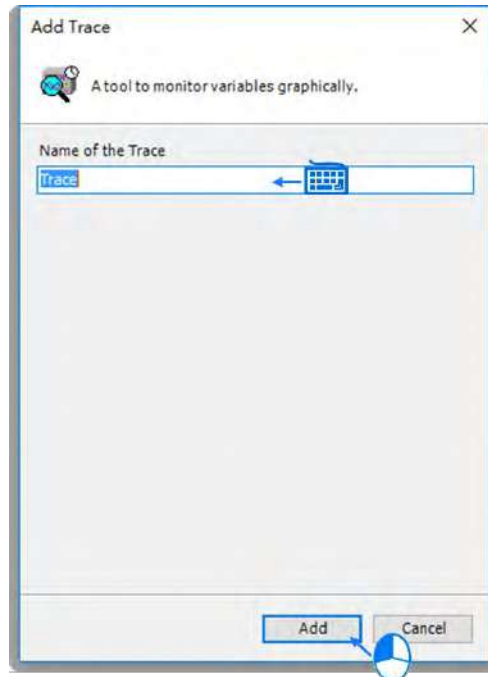 Add Trace
A tool to monitor variables graphically.
Name of the Trace
Trace
Add
Cancel